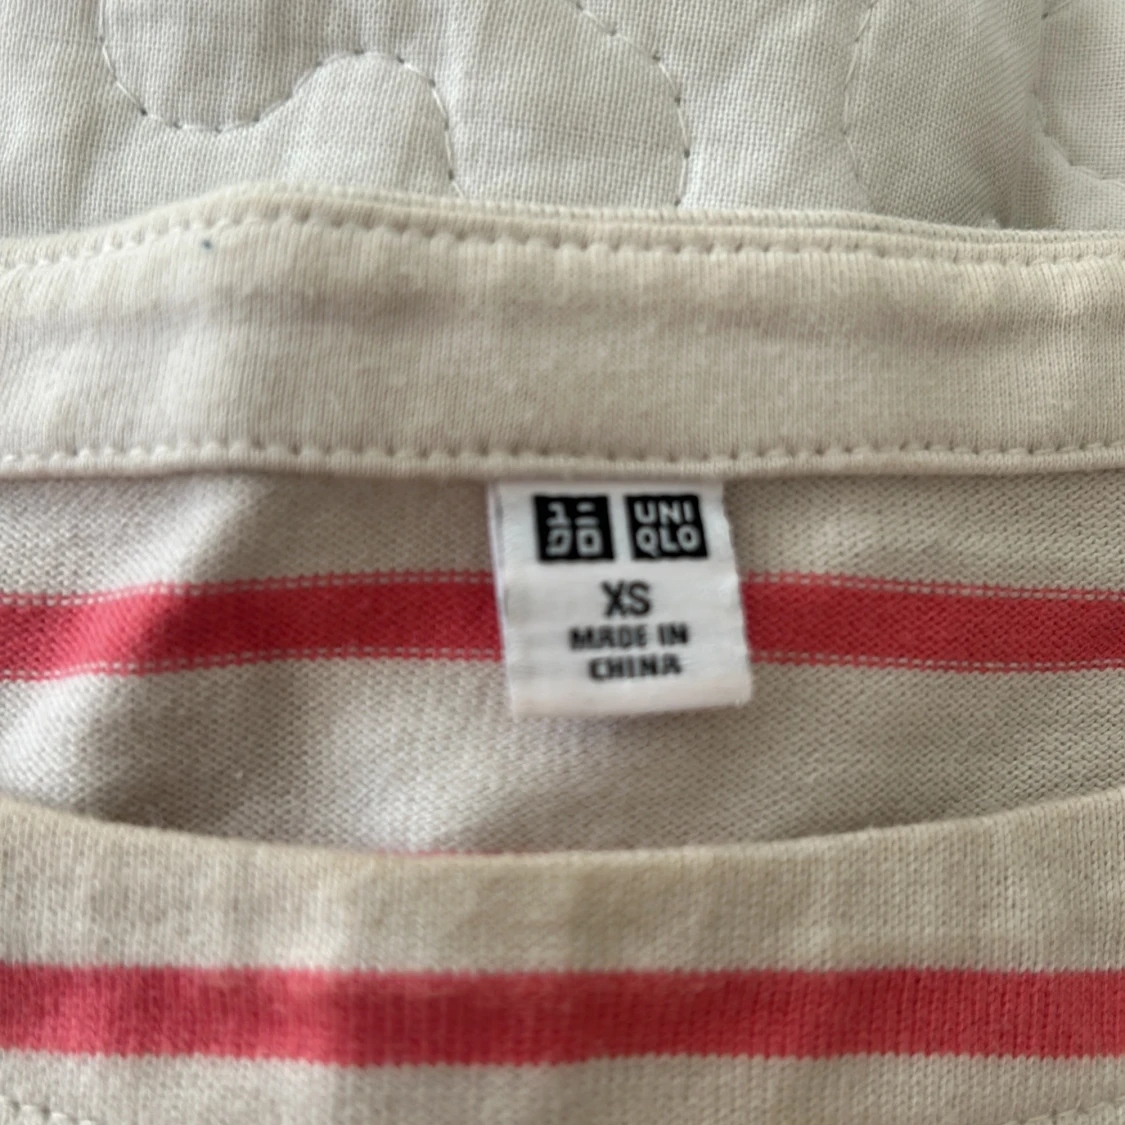 ユニ
クロ
UNI
QLO
XS
MADE IN
CHINA